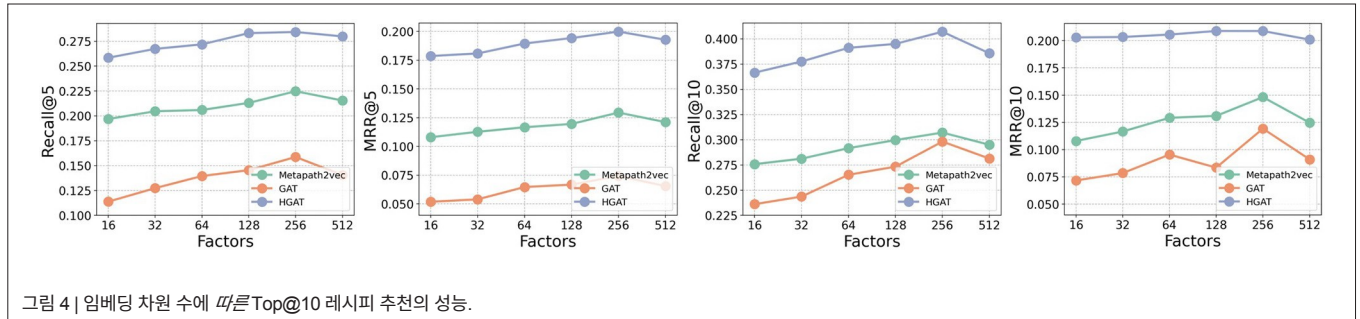 Recall@5
0.275
0.250
0.225
0.200
0.175
0.150
0.125
0.100
16 32 64 128 256 512
Factors
Metapath2vec
GAT
HGAT
MRR@5
0.200
0.175
0.150
0.125
0.100
0.075
0.050
16 32 64 128 256 512
Factors
Metapath2vec
GAT
HGAT
Recall@10
0.400
0.375
0.350
0.325
0.300
0.275
0.250
0.225
16 32 64 128 256 512
Factors
Metapath2vec
GAT
HGAT
MRR@10
0.200
0.175
0.150
0.125
0.100
0.075
0.050
16 32 64 128 256 512
Factors
Metapath2vec
GAT
HGAT
그림 4 | 임베딩 차원 수에 따른 Top@10 레시피 추천의 성능.